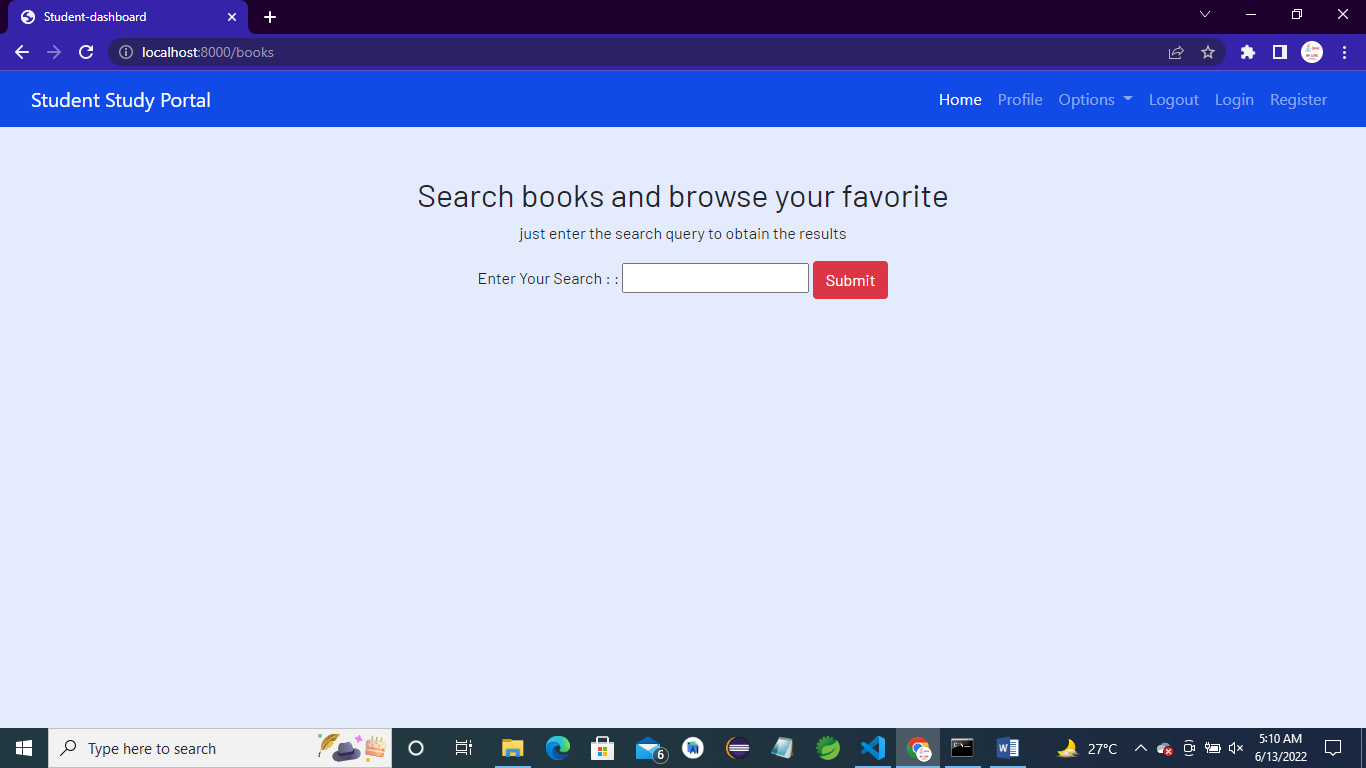 Student-dashboard
localhost:8000/books
Student Study Portal
Home Profile Options Logout Login Register
Search books and browse your favorite
just enter the search query to obtain the results
Enter Your Search : : Submit
Type here to search
6
27°C
5:10 AM
6/13/2022